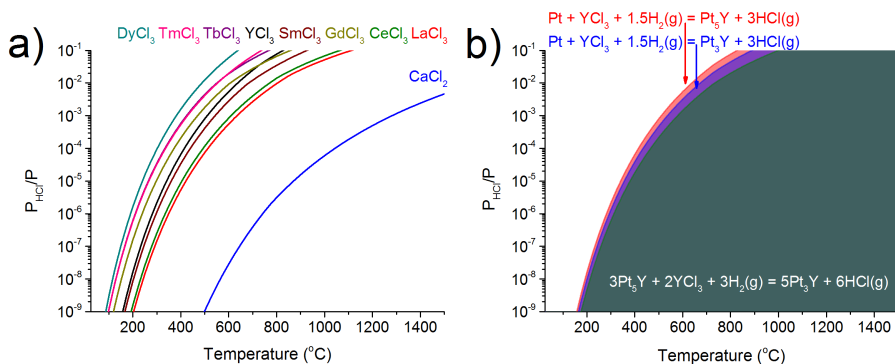 a)
DyCl₃ TmCl₃ TbCl₃ YCl₃ SmCl₃ GdCl₃ CeCl₃ LaCl₃
CaCl₂
10⁻¹
10⁻²
10⁻³
10⁻⁴
10⁻⁵
10⁻⁶
10⁻⁷
10⁻⁸
10⁻⁹
P_HCl/P
200 400 600 800 1000 1200 1400
Temperature (°C)
b)
Pt + YCl₃ + 1.5H₂(g) = Pt₅Y + 3HCl(g)
Pt + YCl₃ + 1.5H₂(g) = Pt₃Y + 3HCl(g)
10⁻¹
10⁻²
10⁻³
10⁻⁴
10⁻⁵
10⁻⁶
10⁻⁷
10⁻⁸
10⁻⁹
P_HCl/P
3Pt₅Y + 2YCl₃ + 3H₂(g) = 5Pt₃Y + 6HCl(g)
200 400 600 800 1000 1200 1400
Temperature (°C)